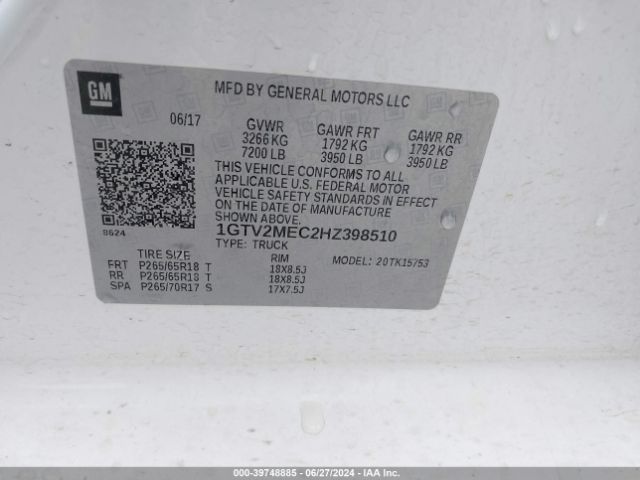 GM
MFD BY GENERAL MOTORS LLC
06/17 GVWR GAWR FRT GAWR RR
3266 KG 1792 KG 1792 KG
7200 LB 3950 LB 3950 LB
THIS VEHICLE CONFORMS TO ALL
APPLICABLE U.S. FEDERAL MOTOR
VEHICLE SAFETY STANDARDS IN EFFECT
ON THE DATE OF MANUFACTURE
SHOWN ABOVE.
8624 1GTV2MEC2HZ398510
TYPE: TRUCK
TIRE SIZE RIM MODEL: 20TK15753
FRT P265/65R18 T 18X8.5J
RR P265/65R18 T 18X8.5J
SPA P265/70R17 S 17X7.5J
000-39748885 - 06/27/2024 - IAA Inc.